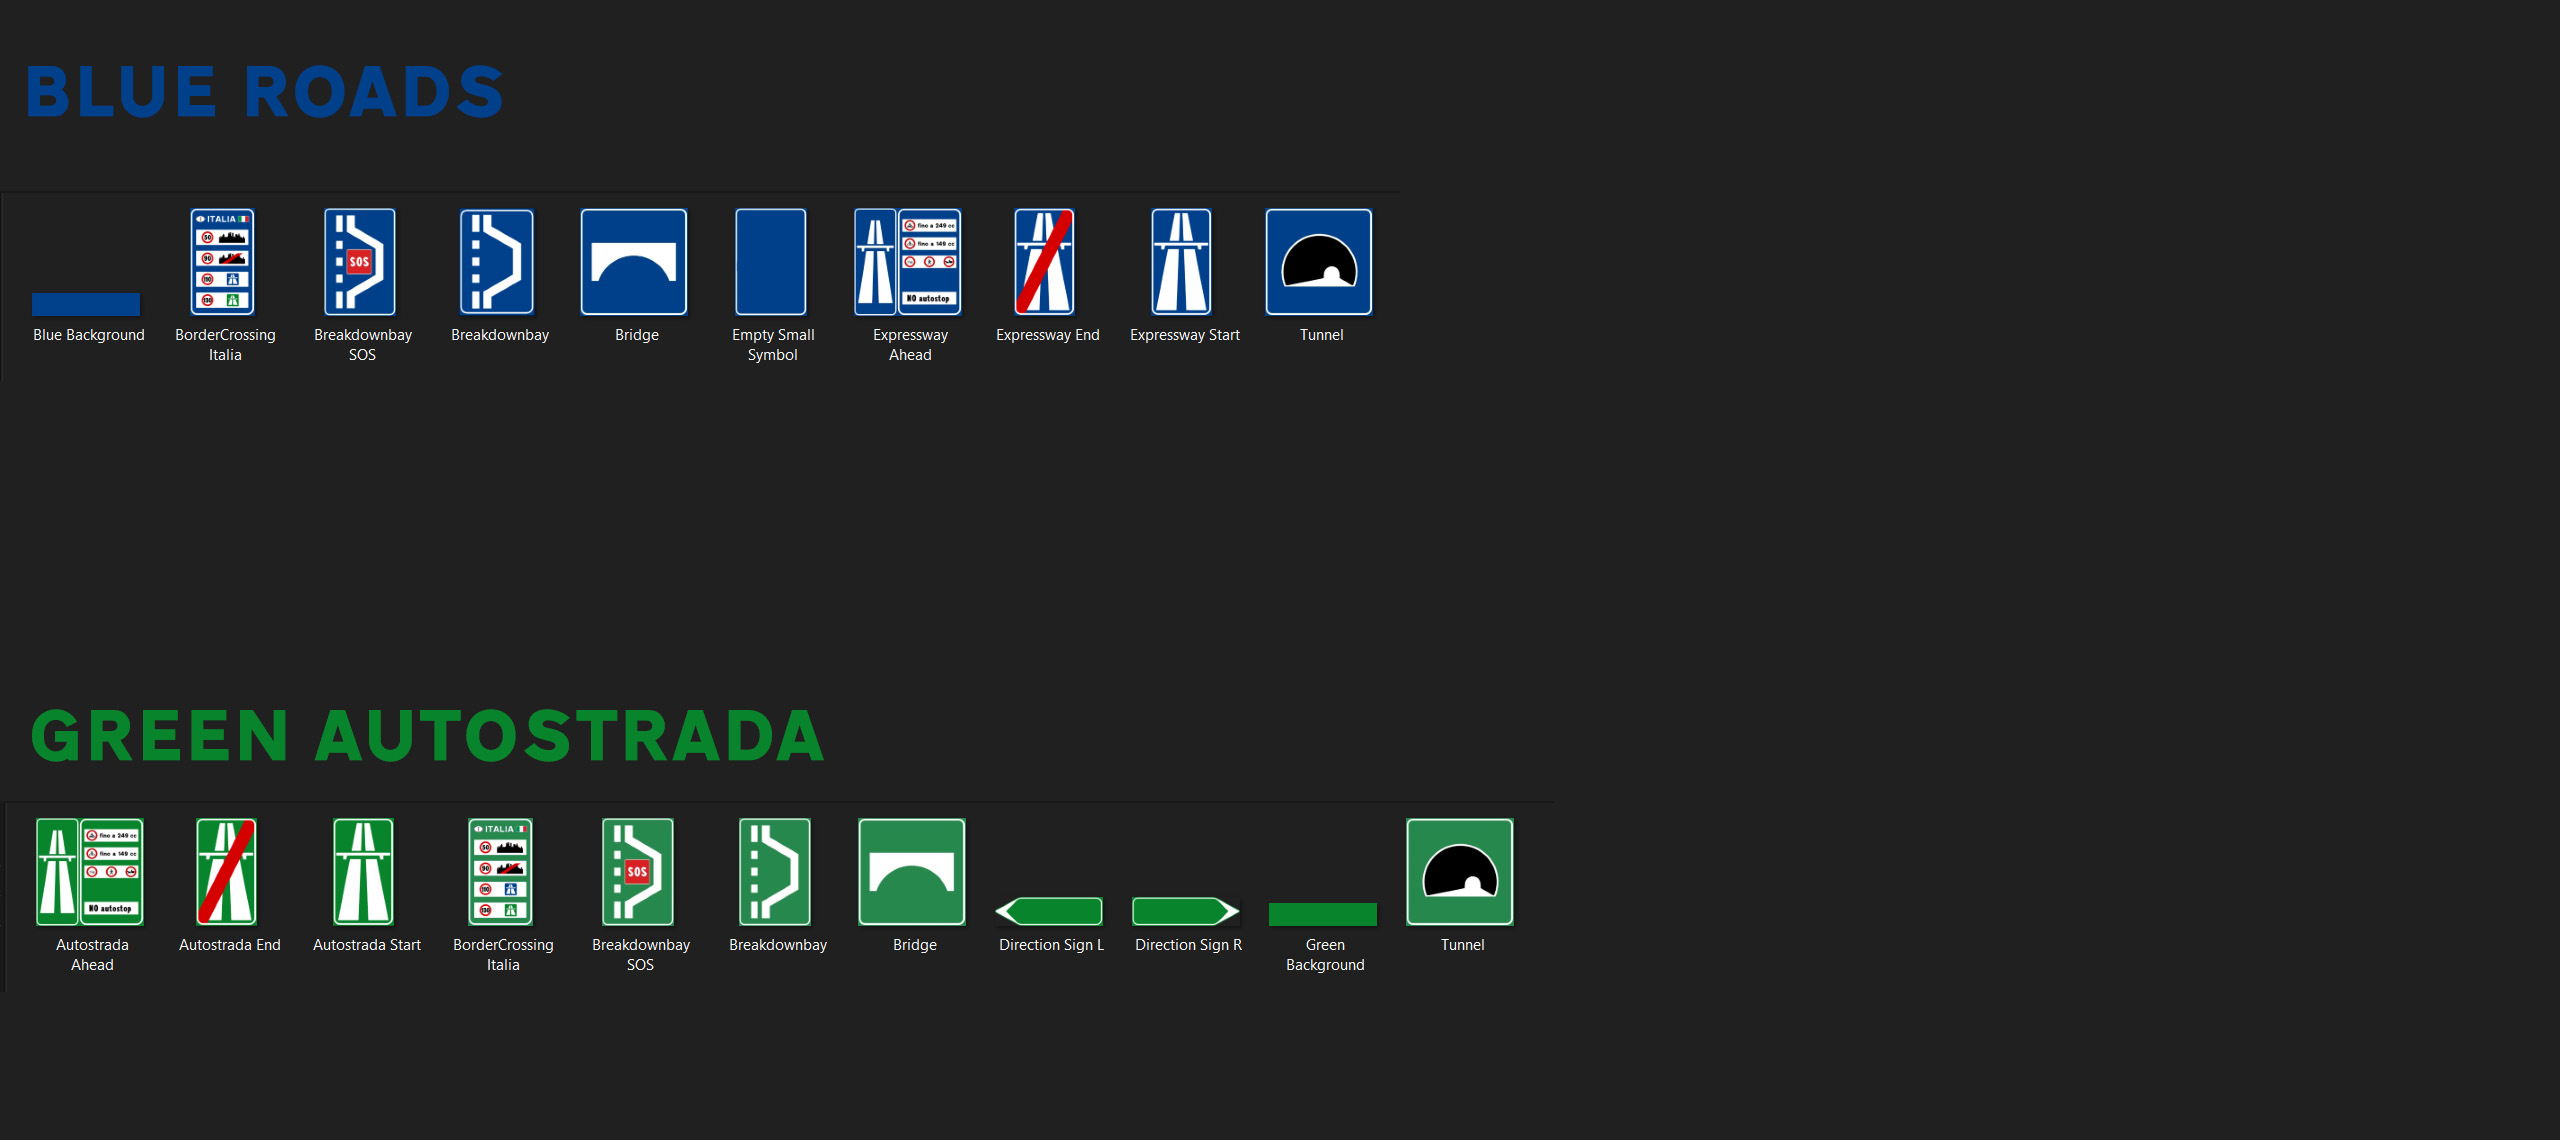 BLUE ROADS
ITALIA
50
90
110
130
SOS
fino a 249 cc
fino a 149 cc
NO autostop
Blue Background
BorderCrossing
Italia
Breakdownbay
SOS
Breakdownbay
Bridge
Empty Small
Symbol
Expressway
Ahead
Expressway End
Expressway Start
Tunnel
GREEN AUTOSTRADA
fino a 249 cc
fino a 149 cc
NO autostop
ITALIA
50
90
110
130
SOS
Autostrada
Ahead
Autostrada End
Autostrada Start
BorderCrossing
Italia
Breakdownbay
SOS
Breakdownbay
Bridge
Direction Sign L
Direction Sign R
Green
Background
Tunnel